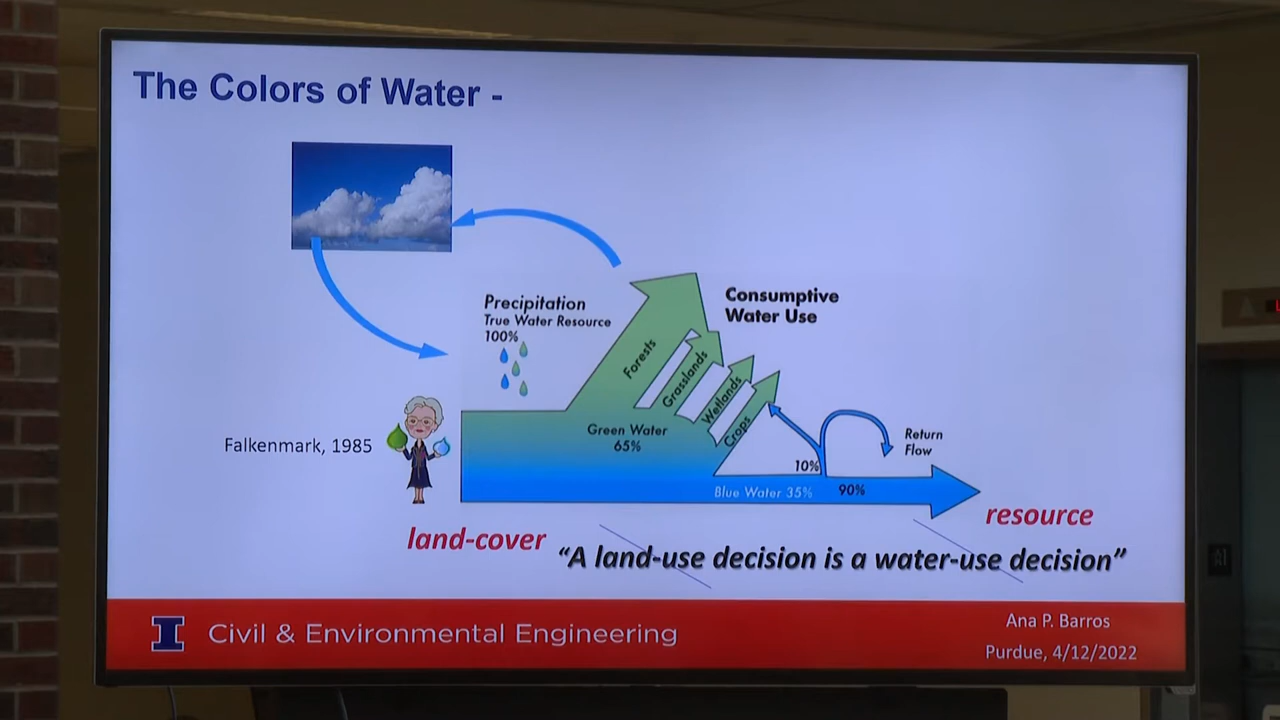 The Colors of Water -
Precipitation
True Water Resource
100%
Consumptive
Water Use
Forests
Grasslands
Wetlands
Crops
Green Water
65%
Falkenmark, 1985
Return
Flow
10%
Blue Water 35%
90%
resource
land-cover
“A land-use decision is a water-use decision”
I
Civil & Environmental Engineering
Ana P. Barros
Purdue, 4/12/2022